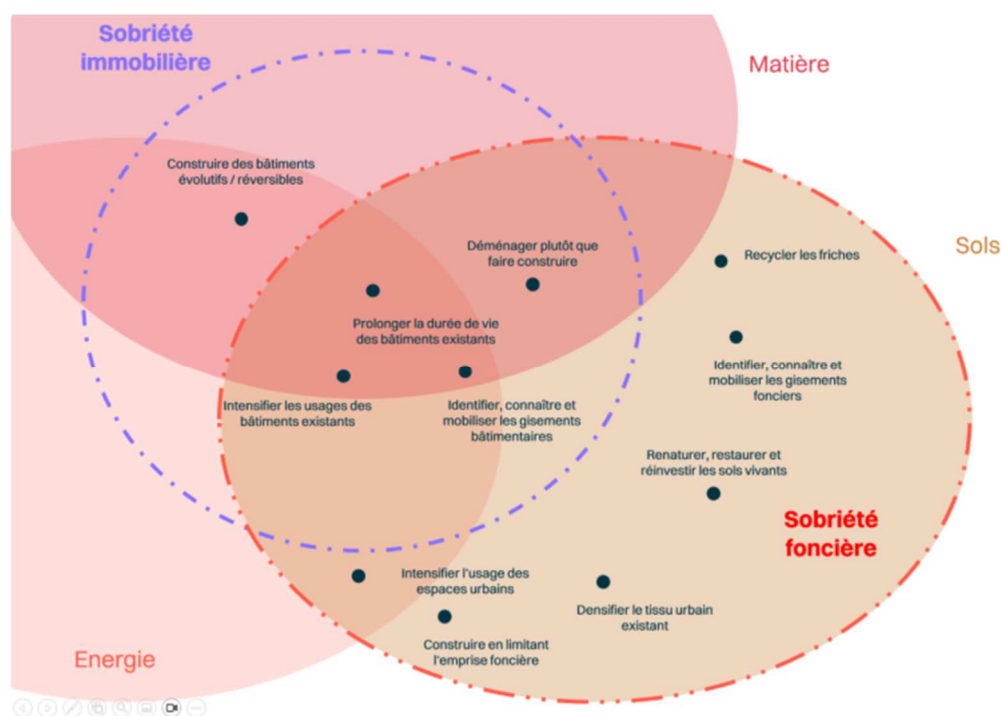 Sobriété
immobilière
Matière
Construire des bâtiments
évolutifs / réversibles
Déménager plutôt que
faire construire
Recycler les friches
Sols
Prolonger la durée de vie
des bâtiments existants
Identifier, connaître et
mobiliser les gisements
fonciers
Intensifier les usages des
bâtiments existants
Identifier, connaître et
mobiliser les gisements
bâtimentaires
Renaturer, restaurer et
réinvestir les sols vivants
Sobriété
foncière
Intensifier l'usage des
espaces urbains
Densifier le tissu urbain
existant
Construire en limitant
l'emprise foncière
Energie